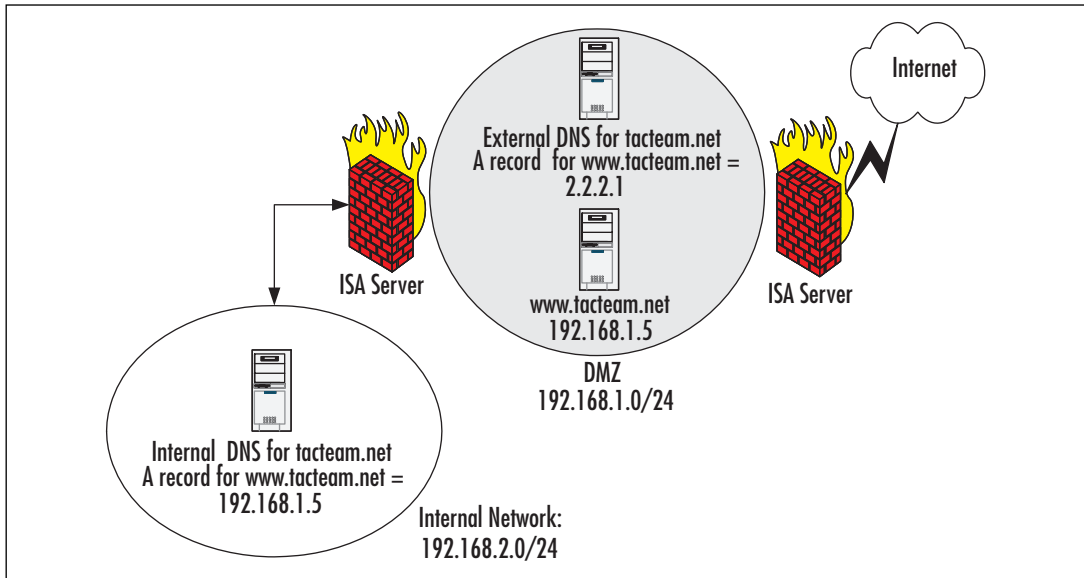 Internet
External DNS for tacteam.net
A record for www.tacteam.net =
2.2.2.1
ISA Server
ISA Server
www.tacteam.net
192.168.1.5
DMZ
192.168.1.0/24
Internal DNS for tacteam.net
A record for www.tacteam.net =
192.168.1.5
Internal Network:
192.168.2.0/24